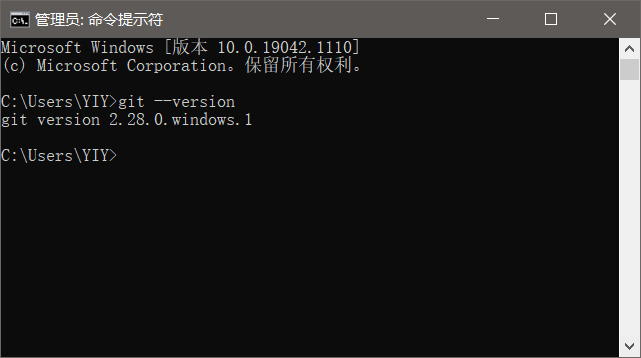 管理员: 命令提示符
Microsoft Windows [版本 10.0.19042.1110]
(c) Microsoft Corporation。保留所有权利。
C:\Users\YIY>git --version
git version 2.28.0.windows.1
C:\Users\YIY>